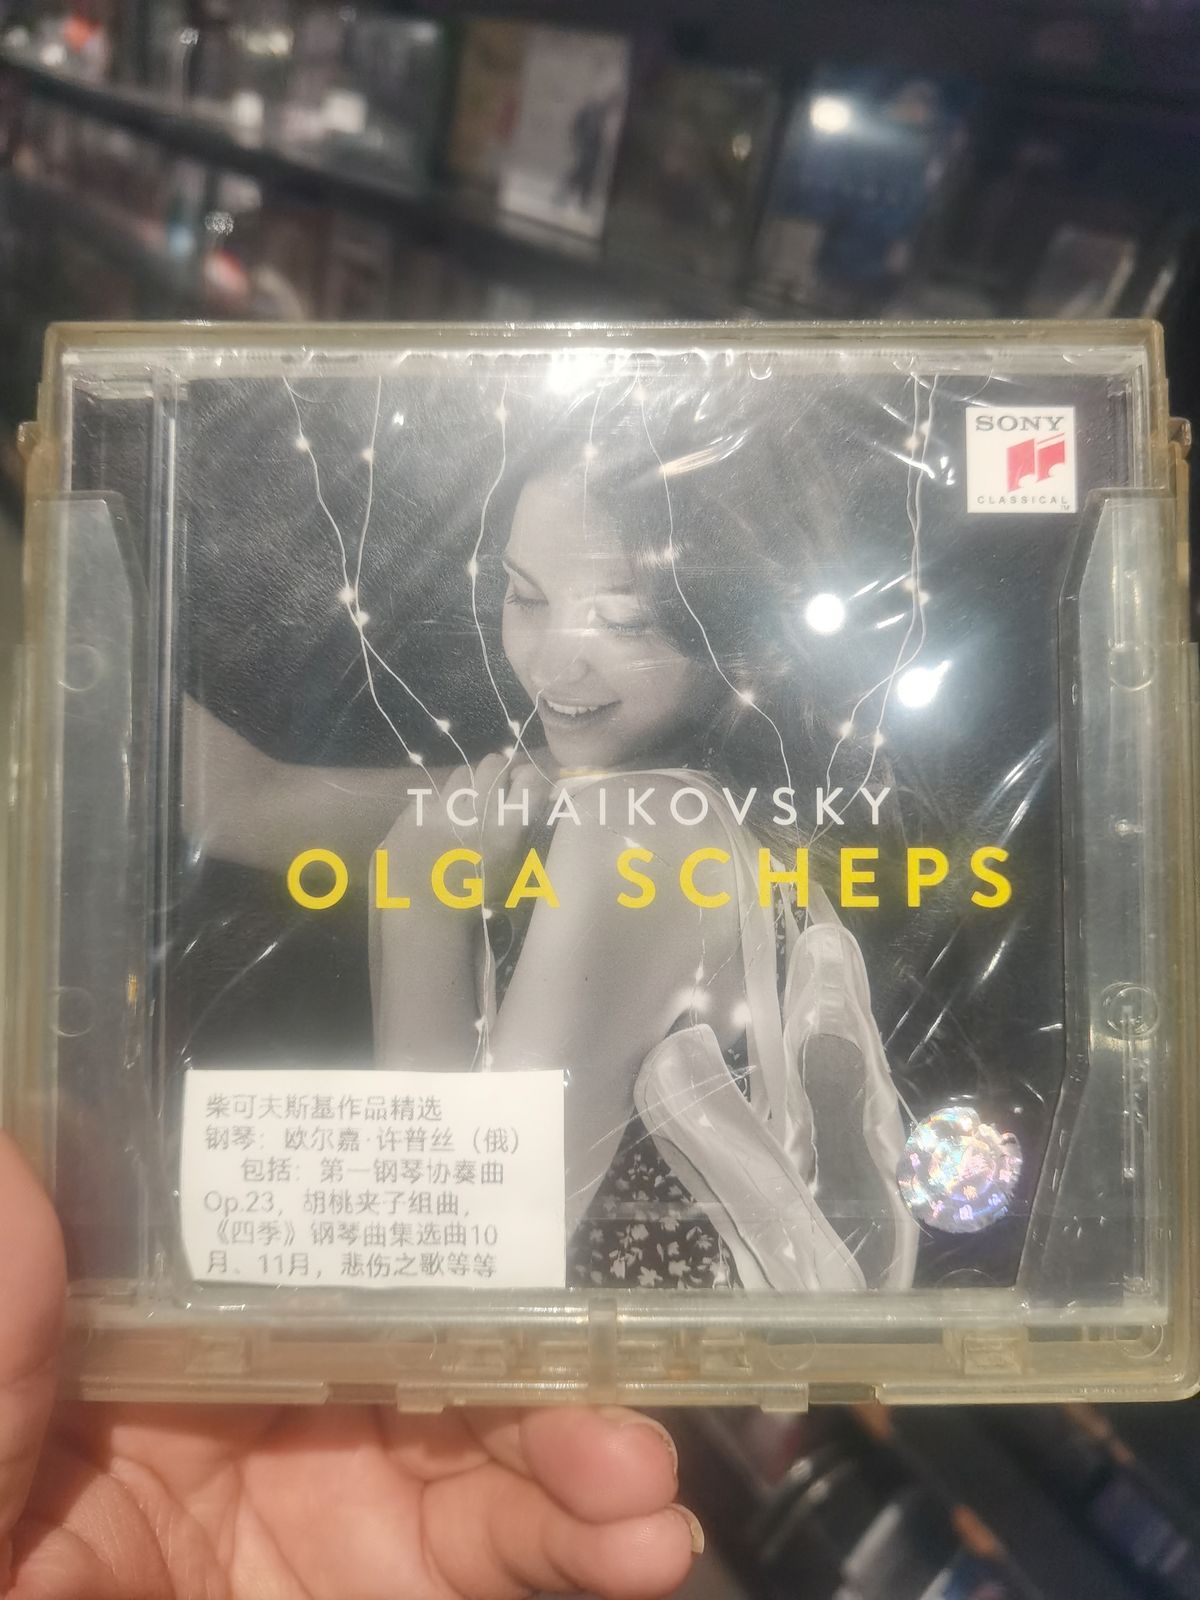 SONY
CLASSICAL
TM
TCHAIKOVSKY
OLGA SCHEPS
柴可夫斯基作品精选
钢琴：欧尔嘉·许普丝（俄）
包括：第一钢琴协奏曲
Op.23，胡桃夹子组曲，
《四季》钢琴曲集选曲10
月、11月，悲伤之歌等等